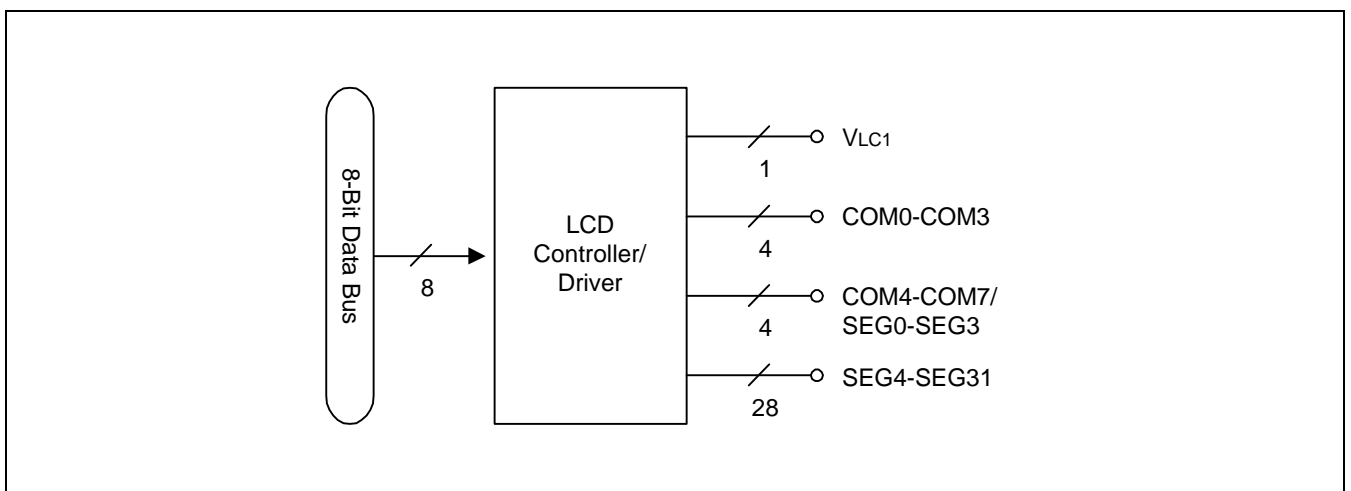 8-Bit Data Bus
8
LCD
Controller/
Driver
VLC1
1
COM0-COM3
4
COM4-COM7/
SEG0-SEG3
4
SEG4-SEG31
28